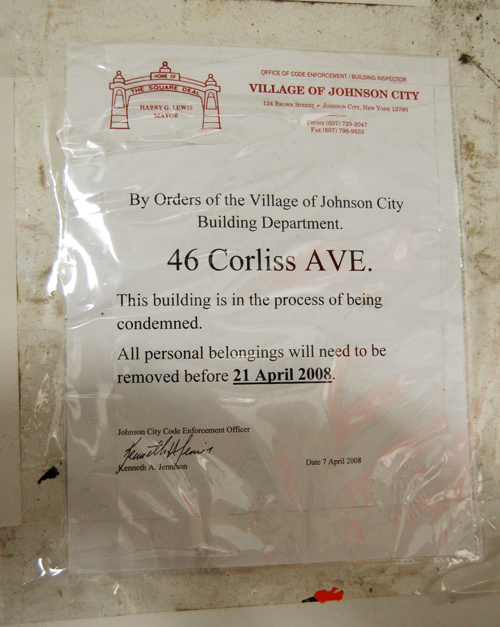 HOME OF
THE SQUARE DEAL
HARRY G. LEWIS
MAYOR
OFFICE OF CODE ENFORCEMENT / BUILDING INSPECTOR
VILLAGE OF JOHNSON CITY
124 BROWN STREET • JOHNSON CITY, NEW YORK 13790
PHONE (607) 729-2047
FAX (607) 798-9553
By Orders of the Village of Johnson City
Building Department.
46 Corliss AVE.
This building is in the process of being
condemned.
All personal belongings will need to be
removed before 21 April 2008.
Johnson City Code Enforcement Officer
Kenneth A. Jennison
Date 7 April 2008